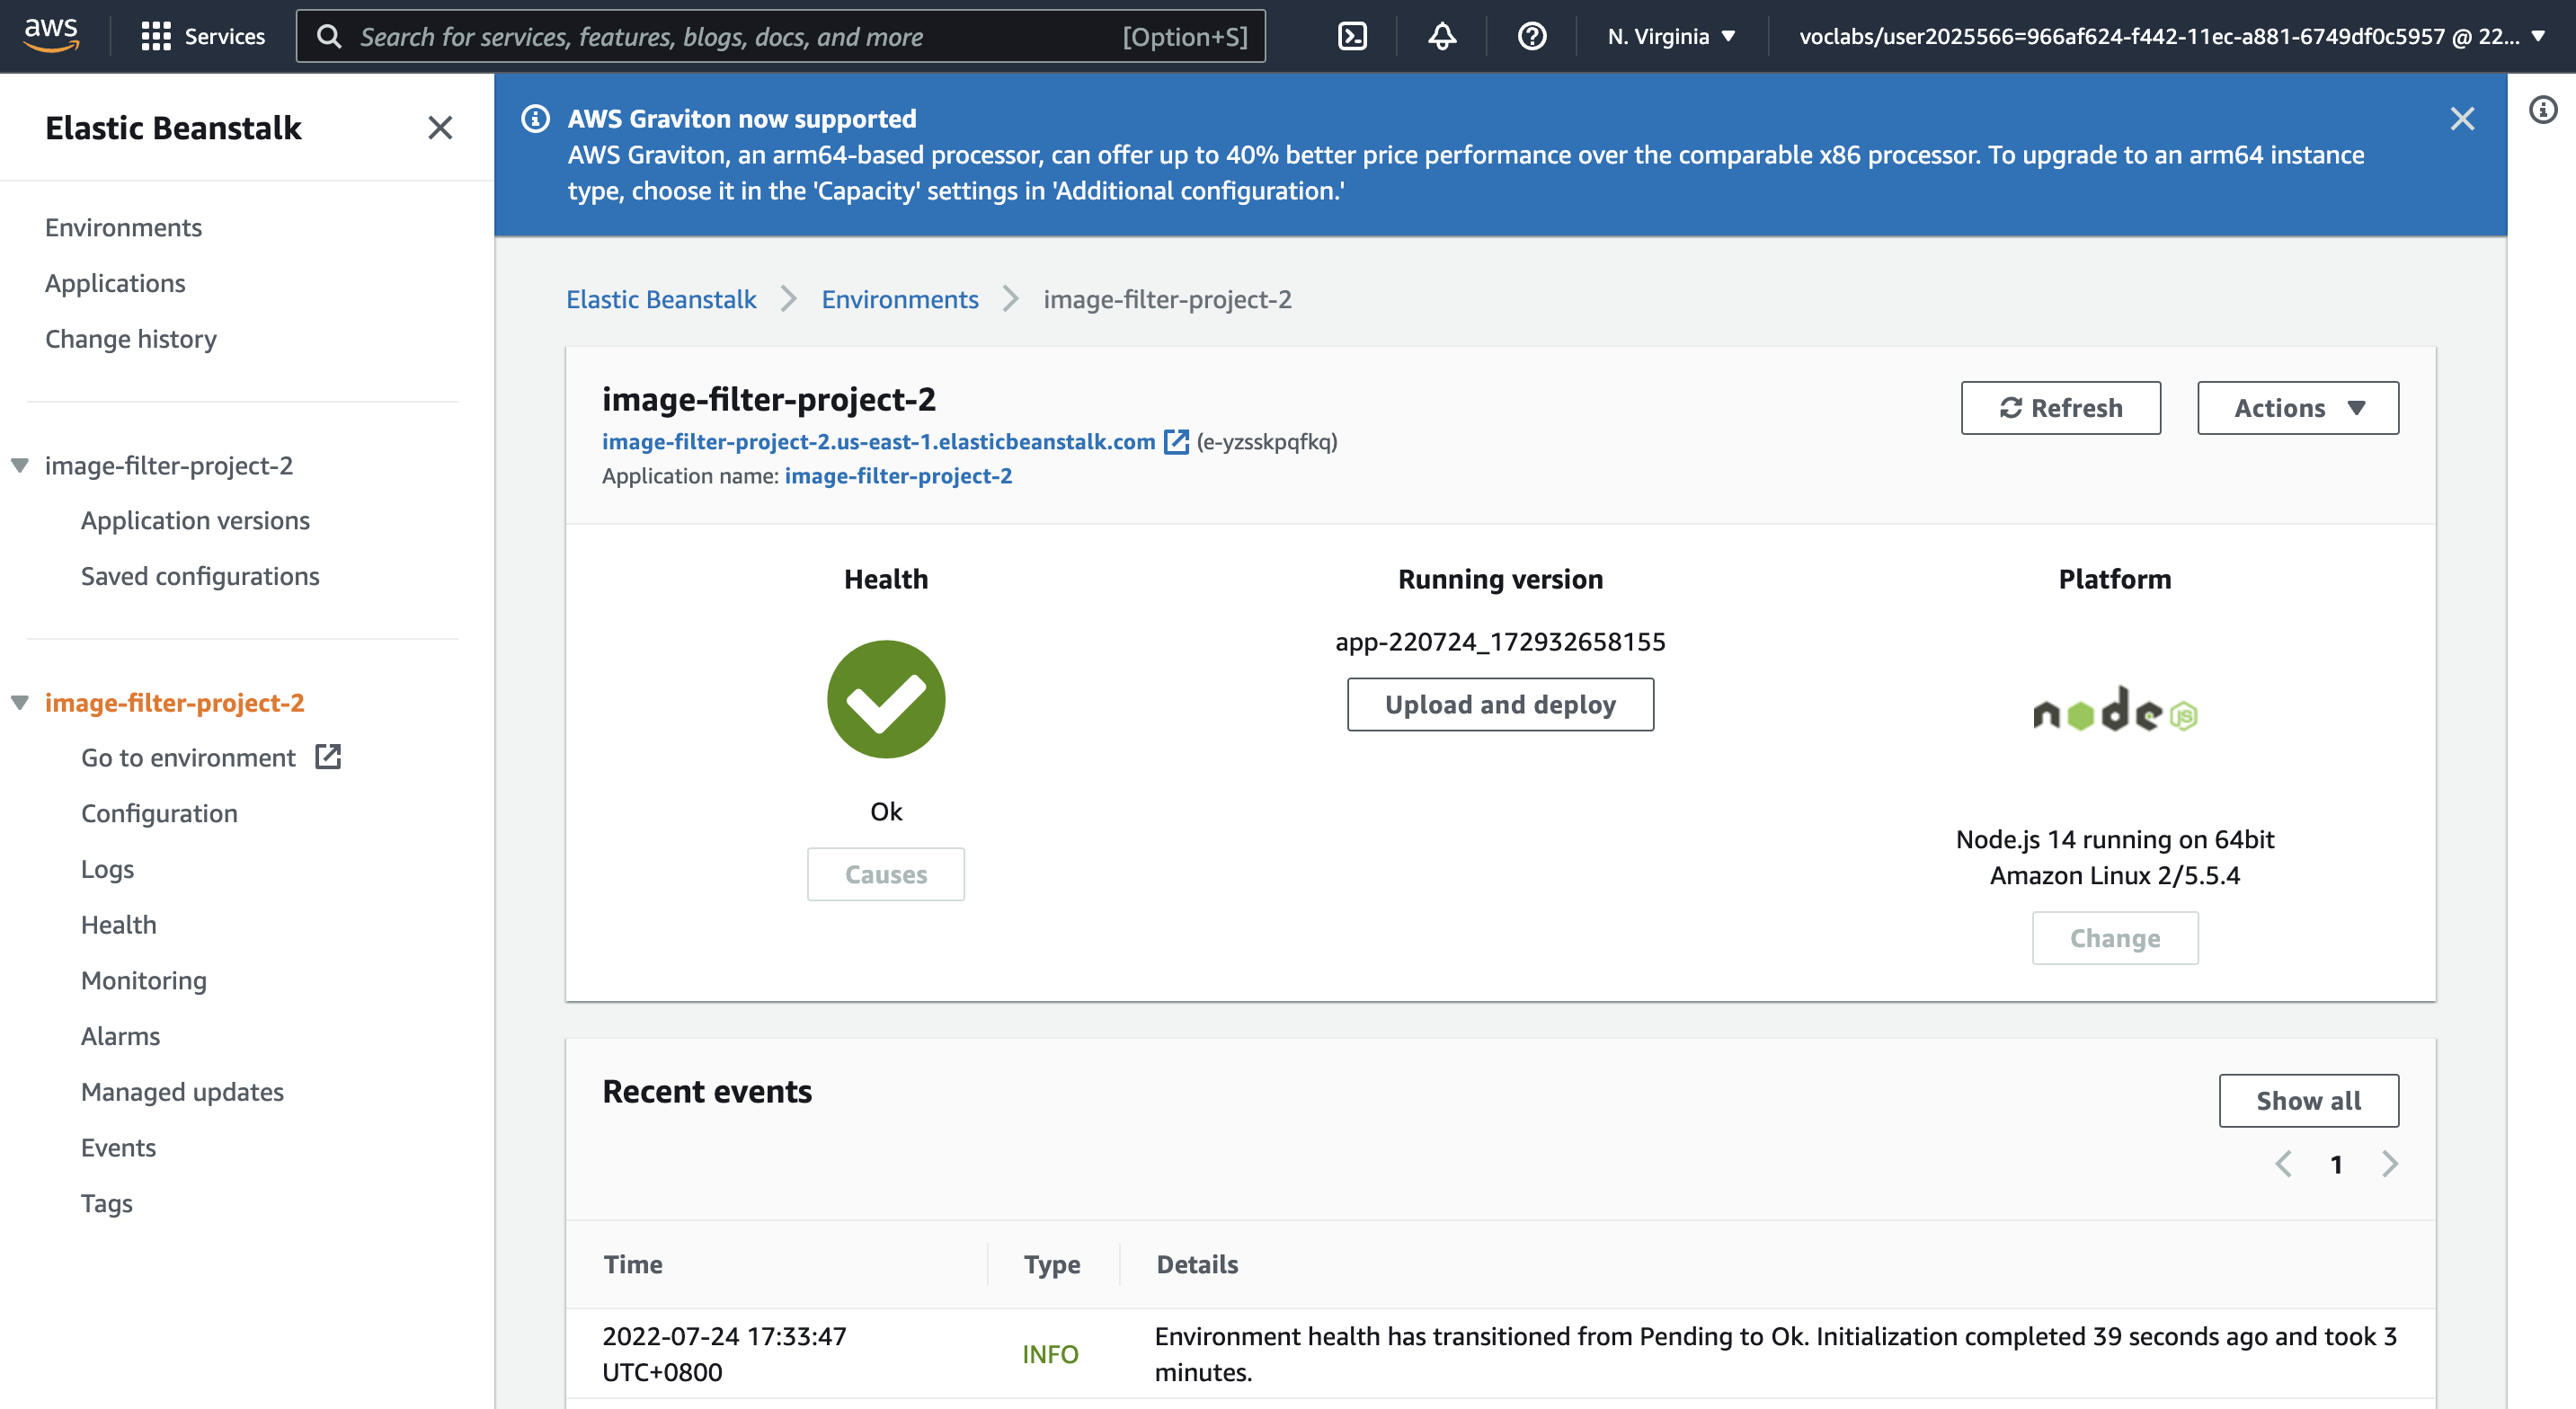 aws
Services
Search for services, features, blogs, docs, and more
[Option+S]
N. Virginia
voclabs/user2025566=966af624-f442-11ec-a881-6749df0c5957 @ 22...
Elastic Beanstalk
Environments
Applications
Change history
image-filter-project-2
Application versions
Saved configurations
image-filter-project-2
Go to environment
Configuration
Logs
Health
Monitoring
Alarms
Managed updates
Events
Tags
AWS Graviton now supported
AWS Graviton, an arm64-based processor, can offer up to 40% better price performance over the comparable x86 processor. To upgrade to an arm64 instance
type, choose it in the 'Capacity' settings in 'Additional configuration.'
Elastic Beanstalk
Environments
image-filter-project-2
image-filter-project-2
image-filter-project-2.us-east-1.elasticbeanstalk.com (e-yzsskpqfkq)
Application name: image-filter-project-2
Refresh
Actions
Health
Ok
Causes
Running version
app-220724_172932658155
Upload and deploy
Platform
node JS
Node.js 14 running on 64bit
Amazon Linux 2/5.5.4
Change
Recent events
Show all
1
Time
Type
Details
2022-07-24 17:33:47
UTC+0800
INFO
Environment health has transitioned from Pending to Ok. Initialization completed 39 seconds ago and took 3
minutes.